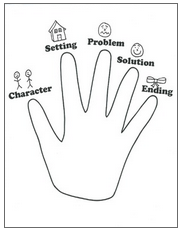 Setting
Problem
Solution
Character
Ending